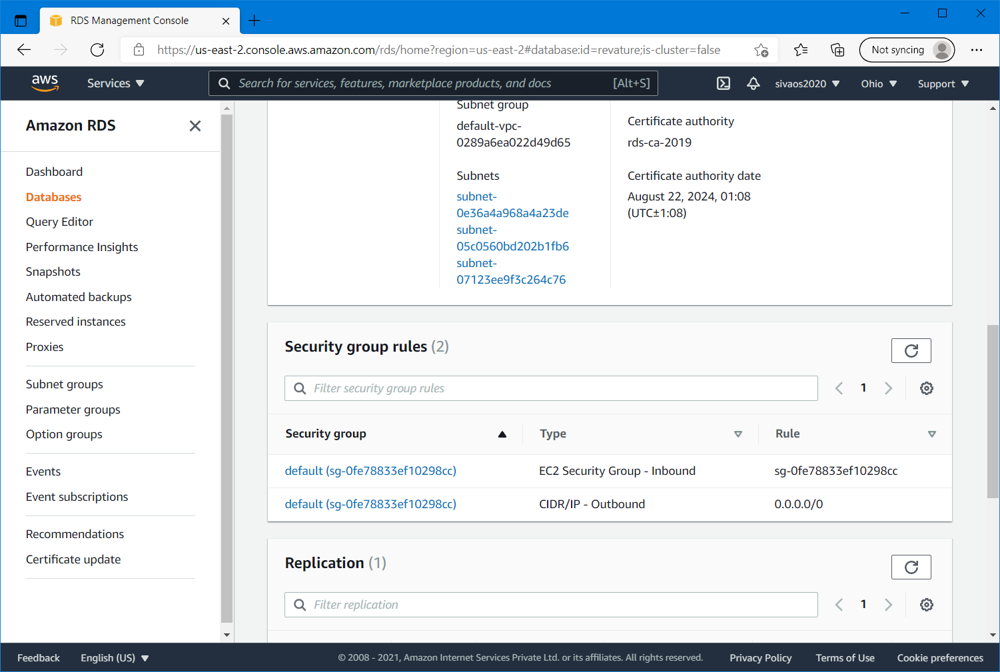 RDS Management Console
https://us-east-2.console.aws.amazon.com/rds/home?region=us-east-2#database:id=revature;is-cluster=false
Not syncing
aws
Services
Search for services, features, marketplace products, and docs
[Alt+S]
sivaos2020
Ohio
Support
Amazon RDS
Dashboard
Databases
Query Editor
Performance Insights
Snapshots
Automated backups
Reserved instances
Proxies
Subnet groups
Parameter groups
Option groups
Events
Event subscriptions
Recommendations
Certificate update
Subnet group
default-vpc-
0289a6ea022d49d65
Subnets
subnet-
0e36a4a968a4a23de
subnet-
05c0560bd202b1fb6
subnet-
07123ee9f3c264c76
Certificate authority
rds-ca-2019
Certificate authority date
August 22, 2024, 01:08
(UTC±1:08)
Security group rules (2)
Filter security group rules
1
Security group Type Rule
default (sg-0fe78833ef10298cc) EC2 Security Group - Inbound sg-0fe78833ef10298cc
default (sg-0fe78833ef10298cc) CIDR/IP - Outbound 0.0.0.0/0
Replication (1)
Filter replication
1
Feedback
English (US)
© 2008 - 2021, Amazon Internet Services Private Ltd. or its affiliates. All rights reserved.
Privacy Policy
Terms of Use
Cookie preferences